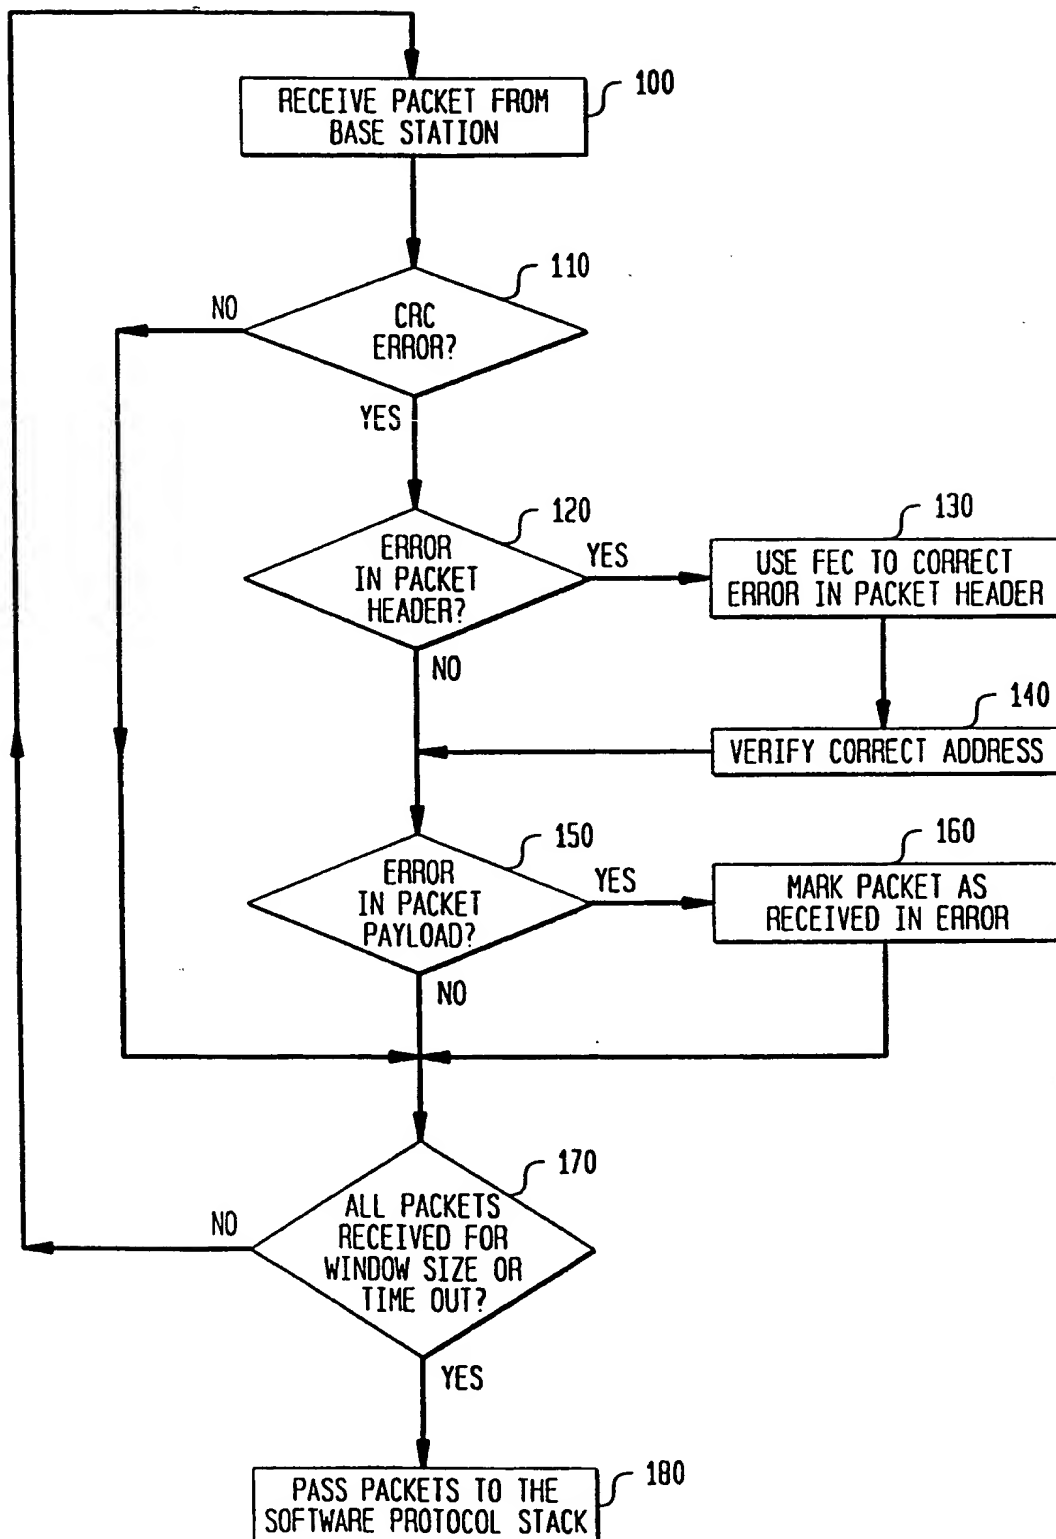 100
RECEIVE PACKET FROM
BASE STATION
110
NO
CRC
ERROR?
YES
120
ERROR
IN PACKET
HEADER?
YES
NO
130
USE FEC TO CORRECT
ERROR IN PACKET HEADER
140
VERIFY CORRECT ADDRESS
150
ERROR
IN PACKET
PAYLOAD?
YES
NO
160
MARK PACKET AS
RECEIVED IN ERROR
170
NO
ALL PACKETS
RECEIVED FOR
WINDOW SIZE OR
TIME OUT?
YES
180
PASS PACKETS TO THE
SOFTWARE PROTOCOL STACK